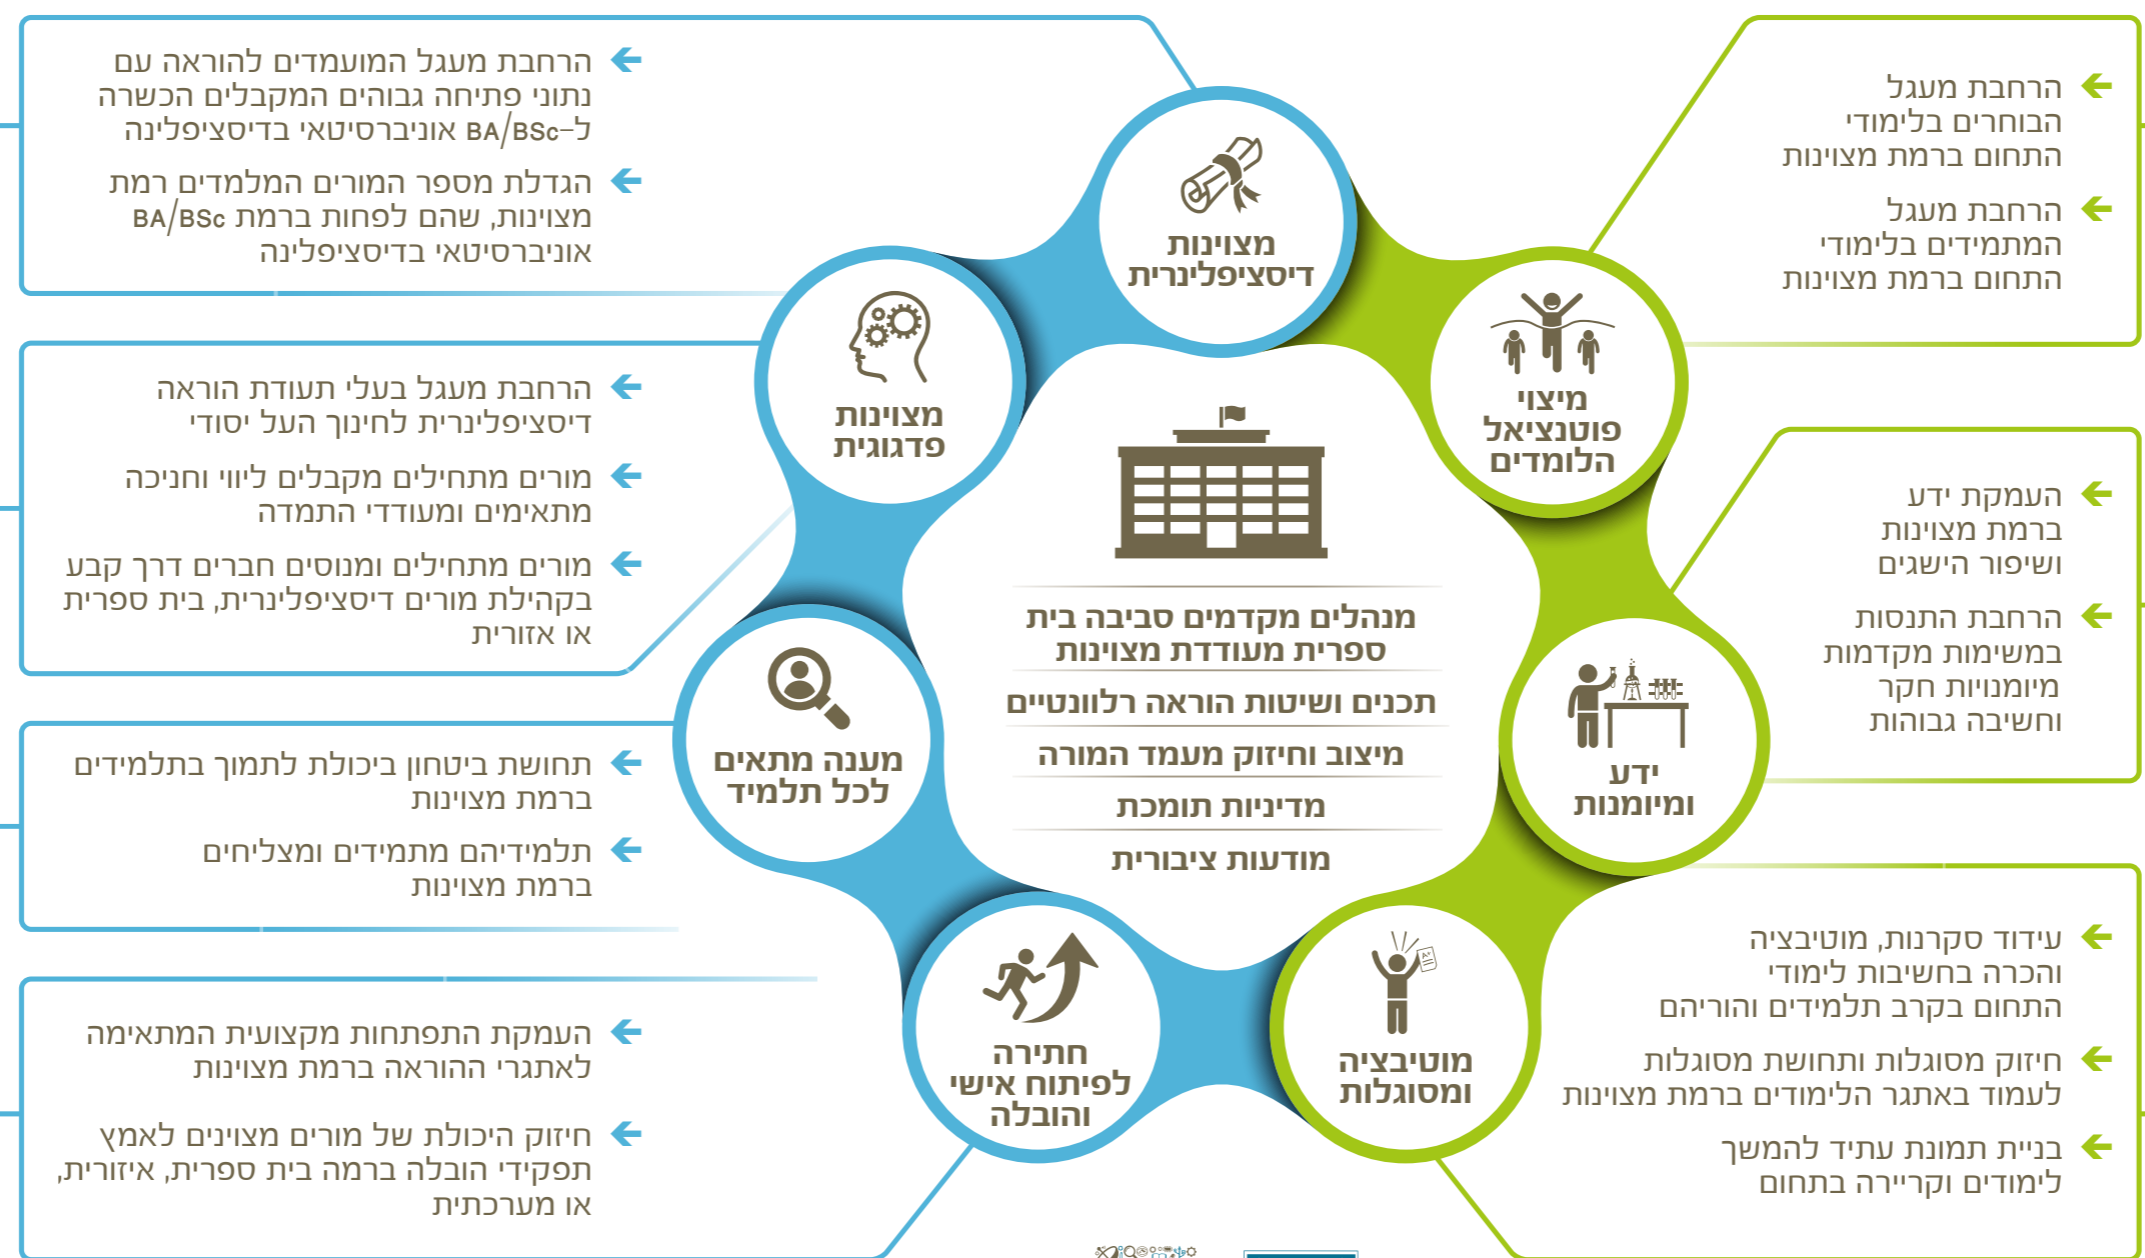 הרחבת מעגל
הבוחרים בלימודי
התחום ברמת מצוינות
הרחבת מעגל
המתמידים בלימודי
התחום ברמת מצוינות
העמקת ידע
ברמת מצוינות
ושיפור הישגים
הרחבת התנסות
במשימות מקדמות
מיומנויות חקר
וחשיבה גבוהות
עידוד סקרנות, מוטיבציה
והכרה בחשיבות לימודי
התחום בקרב תלמידים והוריהם
חיזוק מסוגלות ותחושת מסוגלות
לעמוד באתגר הלימודים ברמת מצוינות
בניית תמונת עתיד להמשך
לימודים וקריירה בתחום
מצוינות
דיסציפלינרית
מיצוי
פוטנציאל
הלומדים
ידע
ומיומנות
מוטיבציה
ומסוגלות
חתירה
לפיתוח אישי
והובלה
מענה מתאים
לכל תלמיד
מצוינות
פדגוגית
מנהלים מקדמים סביבה בית
ספרית מעודדת מצוינות
תכנים ושיטות הוראה רלוונטיים
מיצוב וחיזוק מעמד המורה
מדיניות תומכת
מודעות ציבורית
הרחבת מעגל המועמדים להוראה עם
נתוני פתיחה גבוהים המקבלים הכשרה
ל-BA/BSc אוניברסיטאי בדיסציפלינה
הגדלת מספר המורים המלמדים רמת
מצוינות, שהם לפחות ברמת BA/BSc
אוניברסיטאי בדיסציפלינה
הרחבת מעגל בעלי תעודת הוראה
דיסציפלינרית לחינוך העל יסודי
מורים מתחילים מקבלים ליווי וחניכה
מתאימים ומעודדי התמדה
מורים מתחילים ומנוסים חברים דרך קבע
בקהילת מורים דיסציפלינרית, בית ספרית
או אזורית
תחושת ביטחון ביכולת לתמוך בתלמידים
ברמת מצוינות
תלמידיהם מתמידים ומצליחים
ברמת מצוינות
העמקת התפתחות מקצועית המתאימה
לאתגרי ההוראה ברמת מצוינות
חיזוק היכולת של מורים מצוינים לאמץ
תפקידי הובלה ברמה בית ספרית, איזורית,
או מערכתית